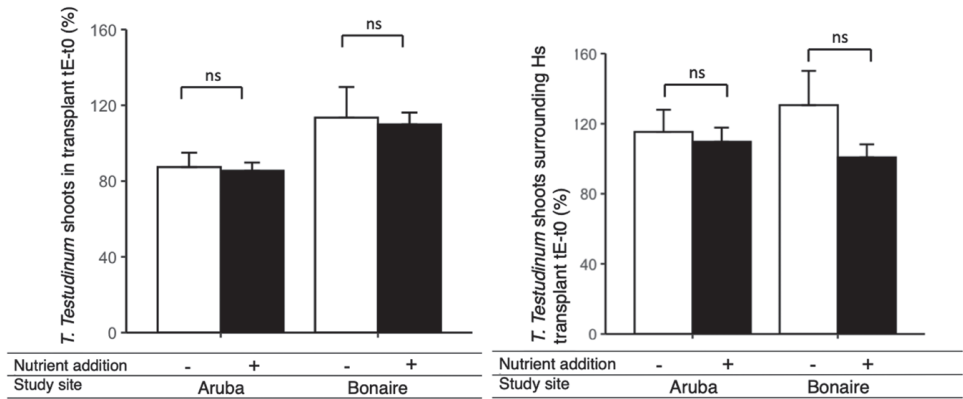 T. Testudinum shoots in transplant tE-t0 (%)
160
120
80
40
0
ns
ns
Nutrient addition - + - +
Study site Aruba Bonaire
T. Testudinum shoots surrounding Hs
transplant tE-t0 (%)
160
120
80
40
0
ns
ns
Nutrient addition - + - +
Study site Aruba Bonaire